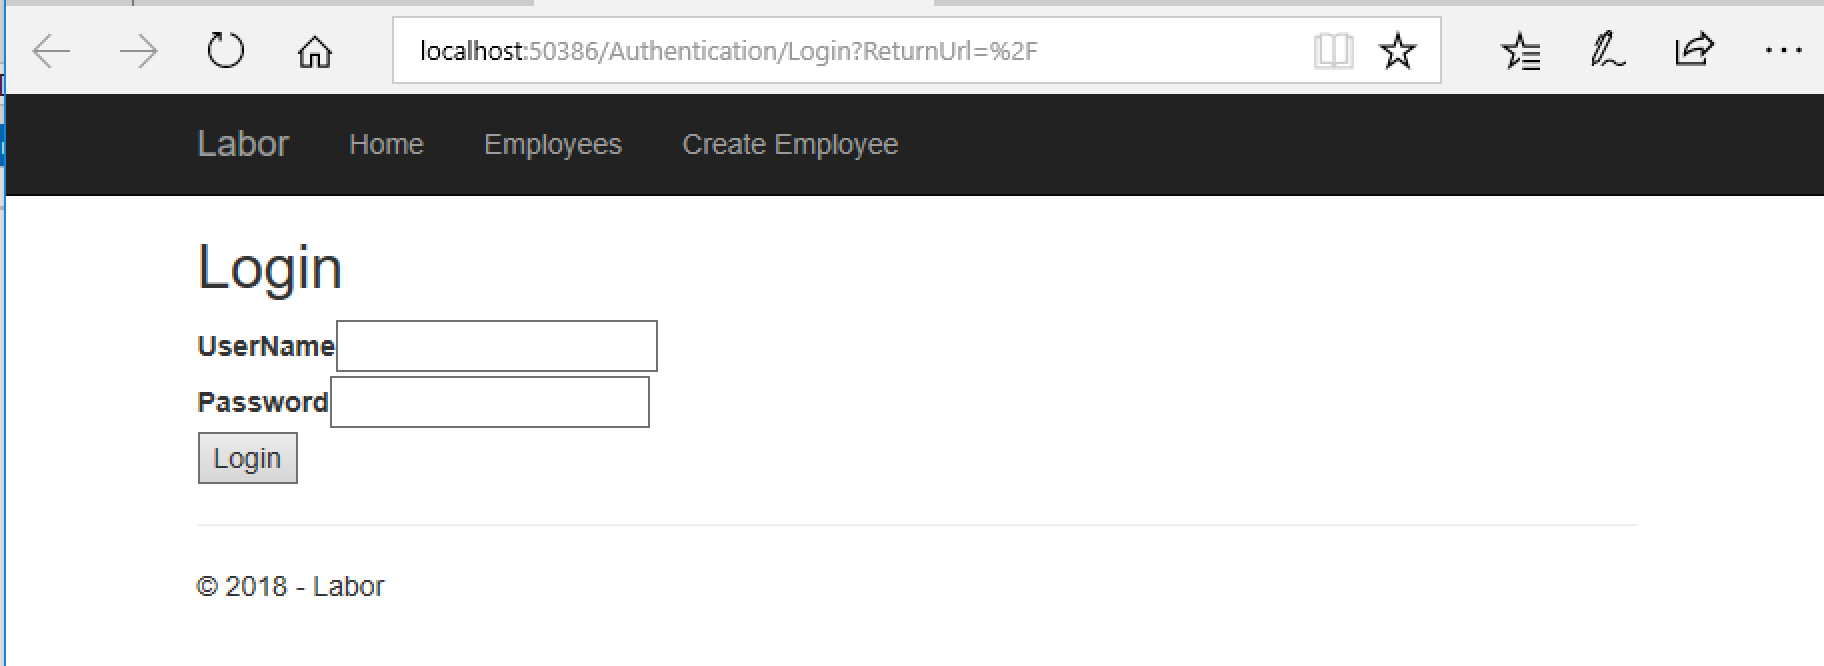 localhost:50386/Authentication/Login?ReturnUrl=%2F
Labor Home Employees Create Employee
Login
UserName
Password
Login
© 2018 - Labor